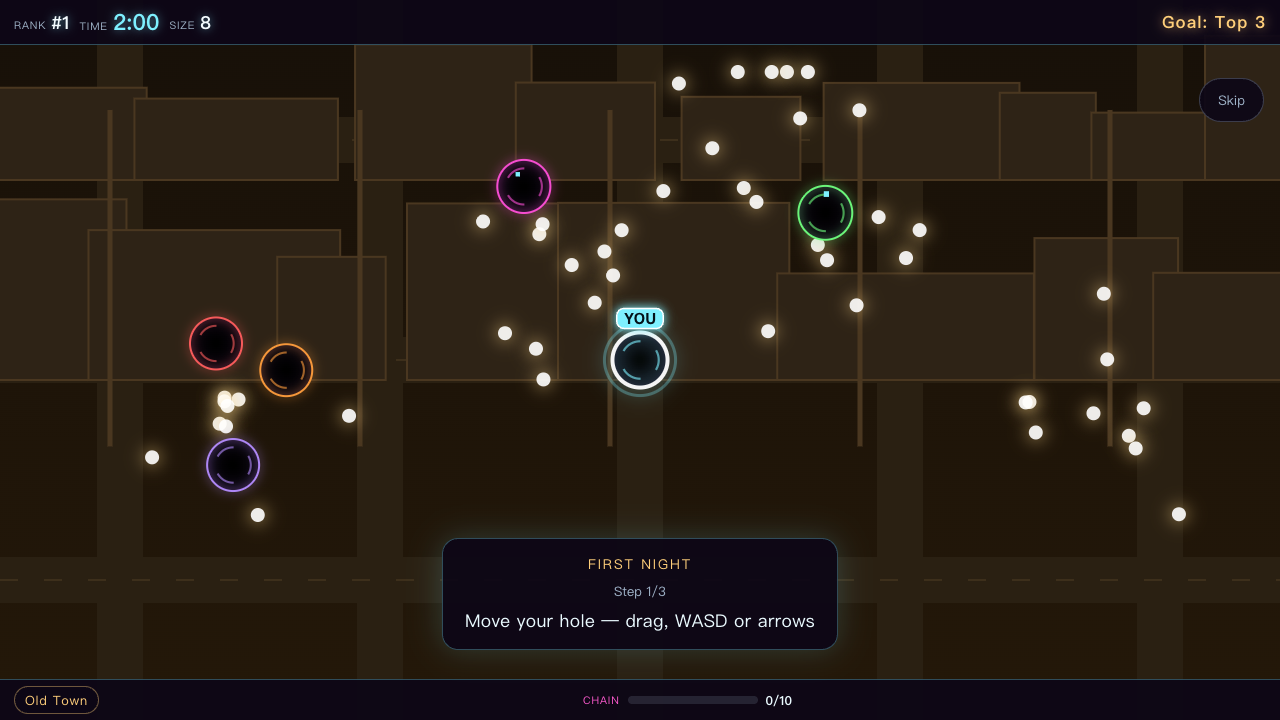 RANK #1 TIME 2:00 SIZE 8
Goal: Top 3
Skip
YOU
FIRST NIGHT
Step 1/3
Move your hole — drag, WASD or arrows
Old Town
CHAIN 0/10